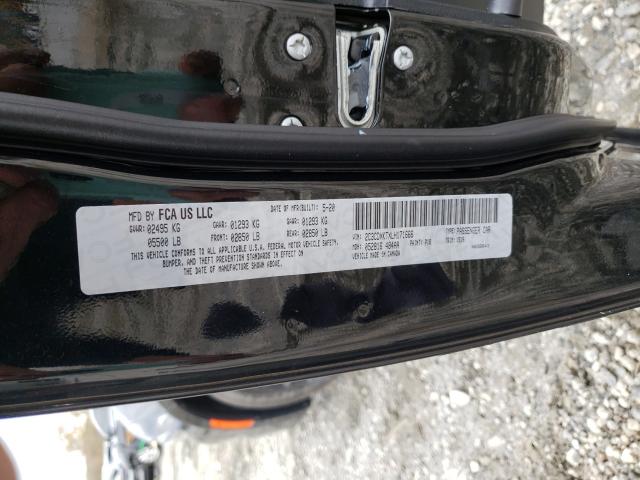 MFD BY FCA US LLC
DATE OF MFR(BUILT): 5-20
GVWR: 02495 KG
GAWR: 01293 KG
GAWR: 01293 KG
05500 LB
FRONT: 02850 LB
REAR: 02850 LB
THIS VEHICLE CONFORMS TO ALL APPLICABLE U.S.A. FEDERAL MOTOR VEHICLE SAFETY,
BUMPER, AND THEFT PREVENTION STANDARDS IN EFFECT ON
THE DATE OF MANUFACTURE SHOWN ABOVE.
TYPE: PASSENGER CAR
MDH: 052816 484AA
VEHICLE MADE IN CANADA